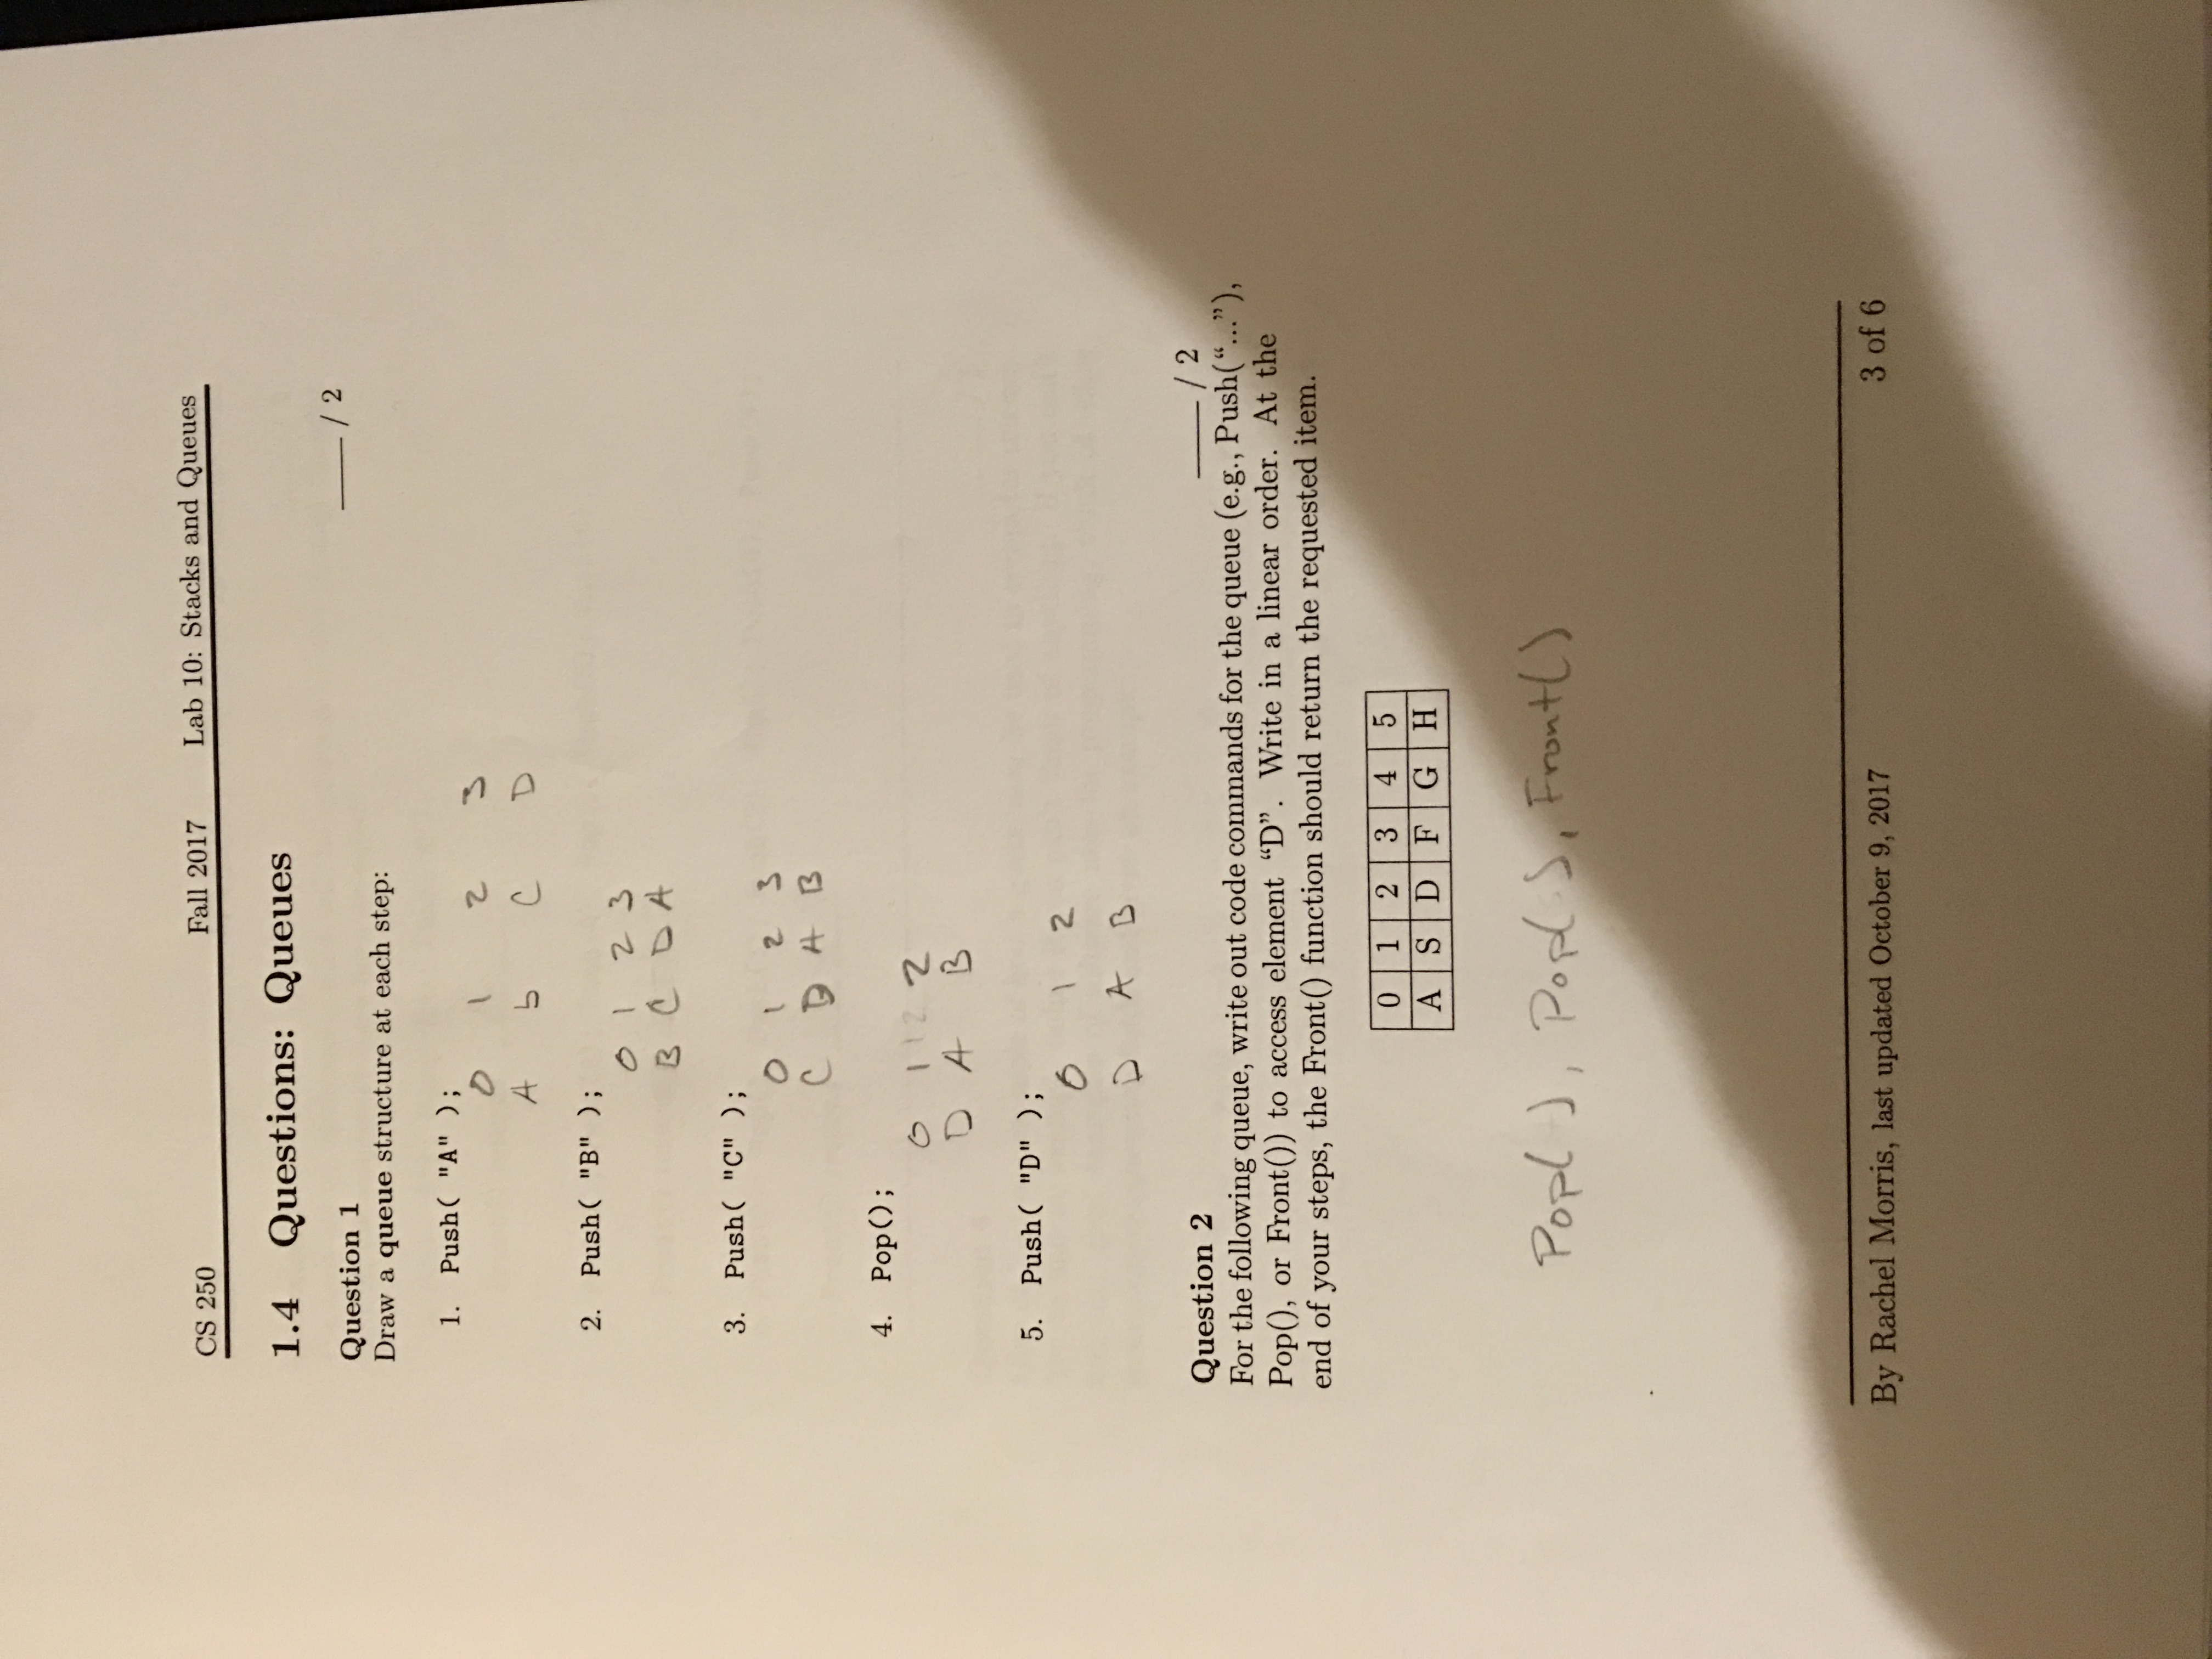 CS 250 Fall 2017 Lab 10: Stacks and Queues
1.4 Questions: Queues
Question 1 ____ / 2
Draw a queue structure at each step:
1. Push( "A" );
0 1 2 3
A b C D
2. Push( "B" );
0 1 2 3
B C D A
3. Push( "C" );
0 1 2 3
C D A B
4. Pop();
0 1 1 2 2
D A B
5. Push( "D" );
0 1 2
D A B
Question 2 ____ / 2
For the following queue, write out code commands for the queue (e.g., Push("..."),
Pop(), or Front()) to access element "D". Write in a linear order. At the
end of your steps, the Front() function should return the requested item.
0 1 2 3 4 5
A S D F G H
Pop( ), Pop( ), Front()
By Rachel Morris, last updated October 9, 2017 3 of 6